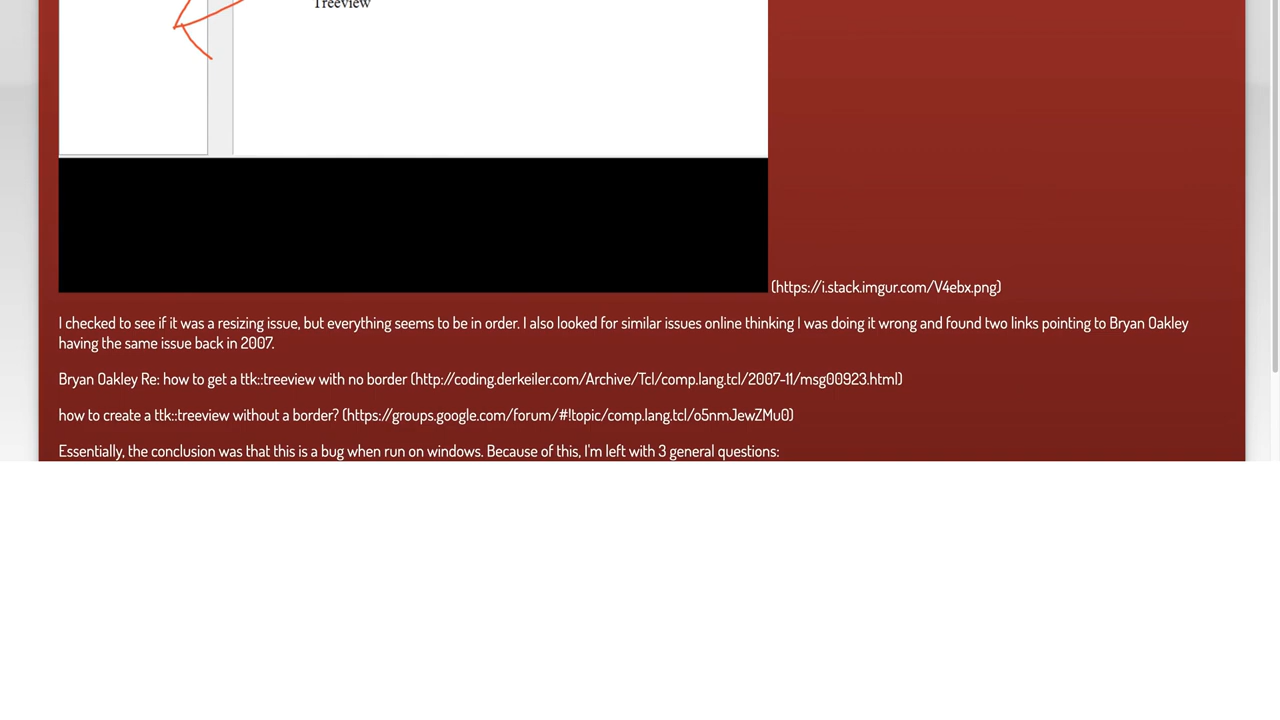 Treeview
(https://i.stack.imgur.com/V4ebx.png)
I checked to see if it was a resizing issue, but everything seems to be in order. I also looked for similar issues online thinking I was doing it wrong and found two links pointing to Bryan Oakley
having the same issue back in 2007.
Bryan Oakley Re: how to get a ttk::treeview with no border (http://coding.derkeiler.com/Archive/Tcl/comp.lang.tcl/2007-11/msg00923.html)
how to create a ttk::treeview without a border? (https://groups.google.com/forum/#!topic/comp.lang.tcl/o5nmJewZMu0)
Essentially, the conclusion was that this is a bug when run on windows. Because of this, I'm left with 3 general questions: